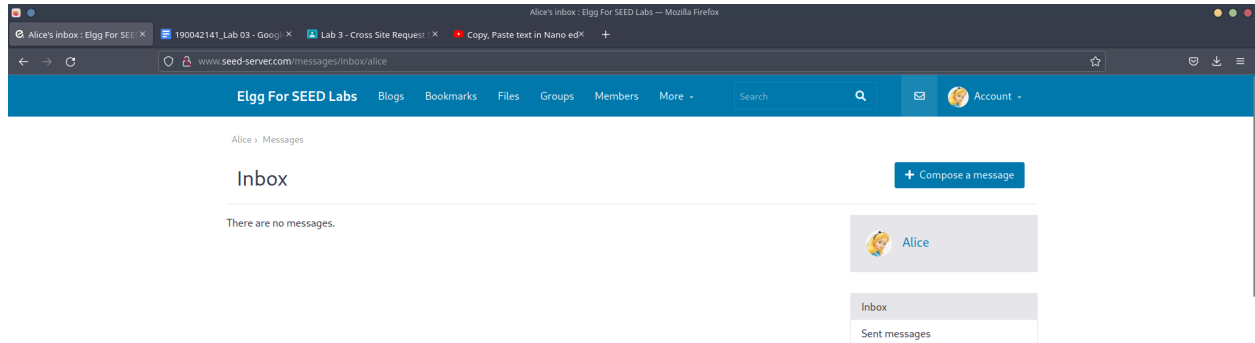 Alice's inbox : Elgg For SEED Labs — Mozilla Firefox
Alice's inbox : Elgg For SEE
190042141_Lab 03 - Googl
Lab 3 - Cross Site Request
Copy, Paste text in Nano ed
www.seed-server.com/messages/inbox/alice
Elgg For SEED Labs Blogs Bookmarks Files Groups Members More Search Account
Alice › Messages
Inbox
+ Compose a message
There are no messages.
Alice
Inbox
Sent messages